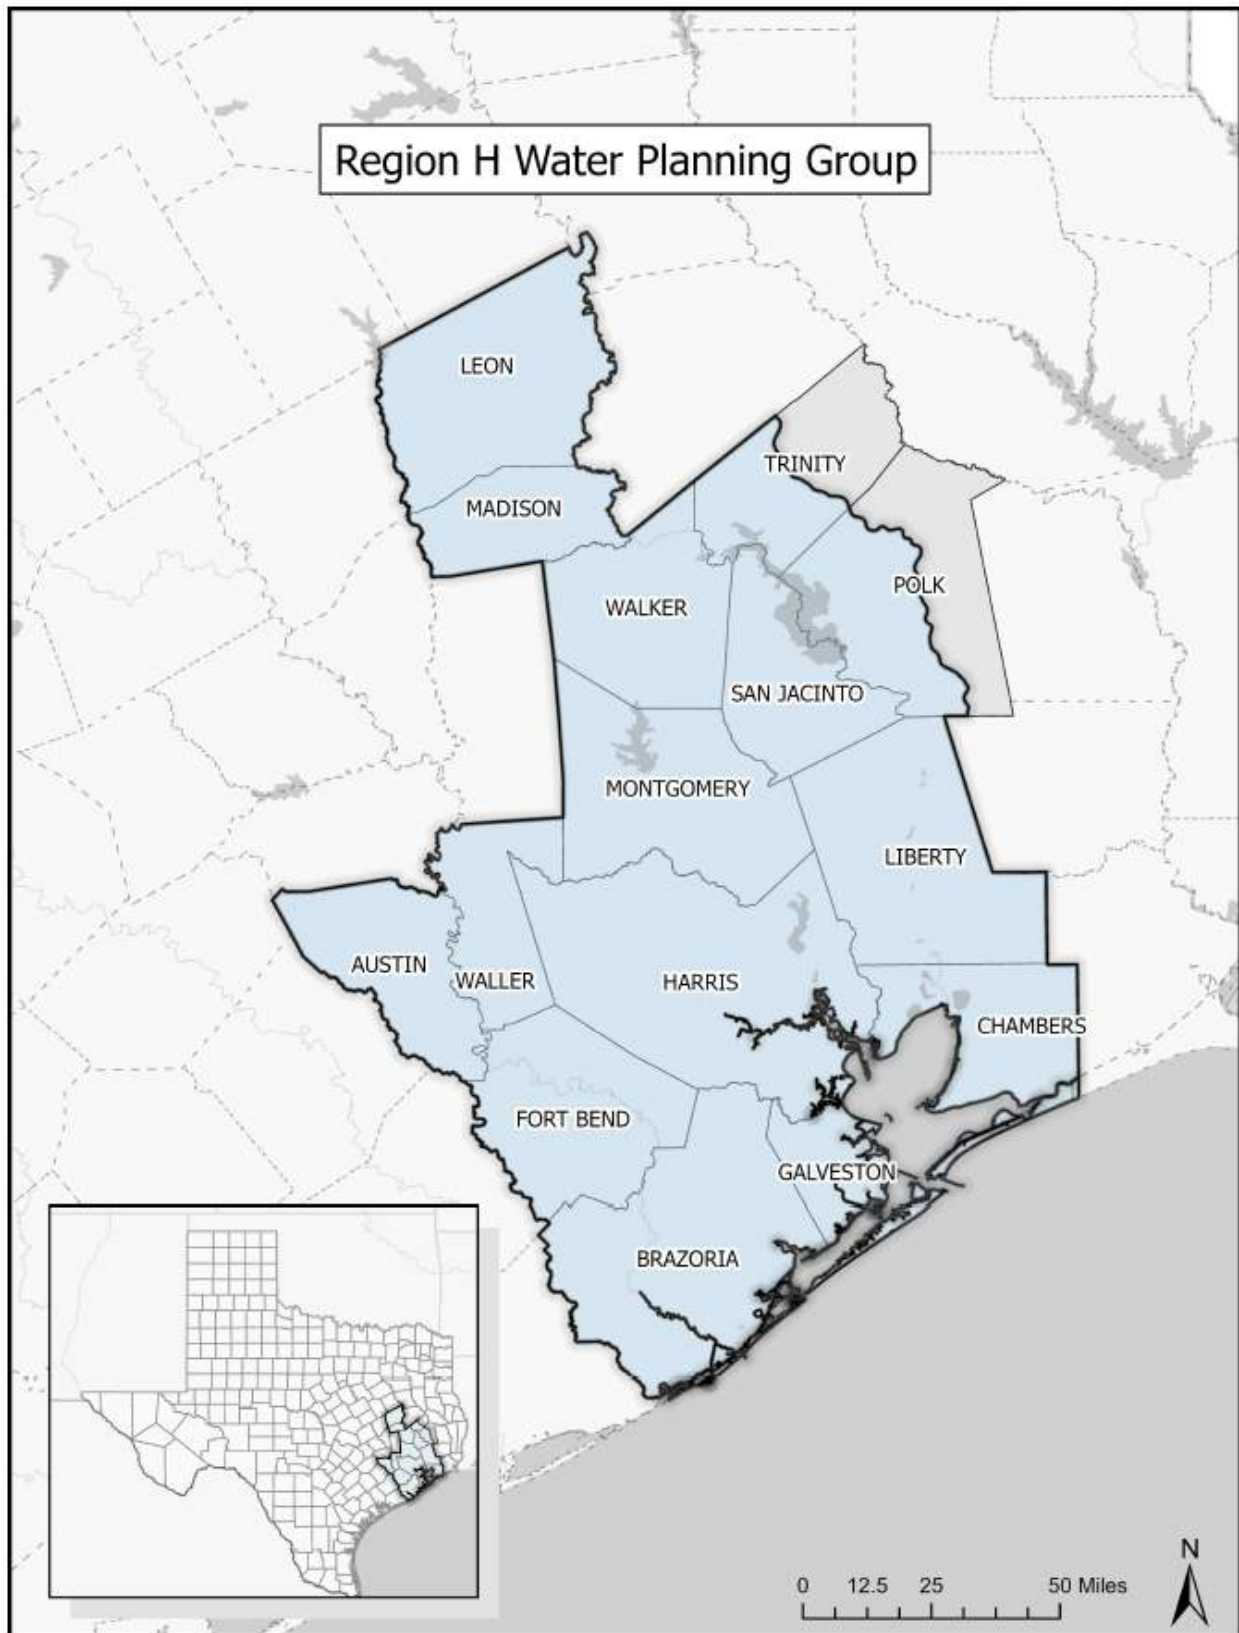 Region H Water Planning Group
LEON
TRINITY
MADISON
POLK
WALKER
SAN JACINTO
MONTGOMERY
LIBERTY
AUSTIN
WALLER
HARRIS
CHAMBERS
FORT BEND
GALVESTON
BRAZORIA
N
0 12.5 25 50 Miles